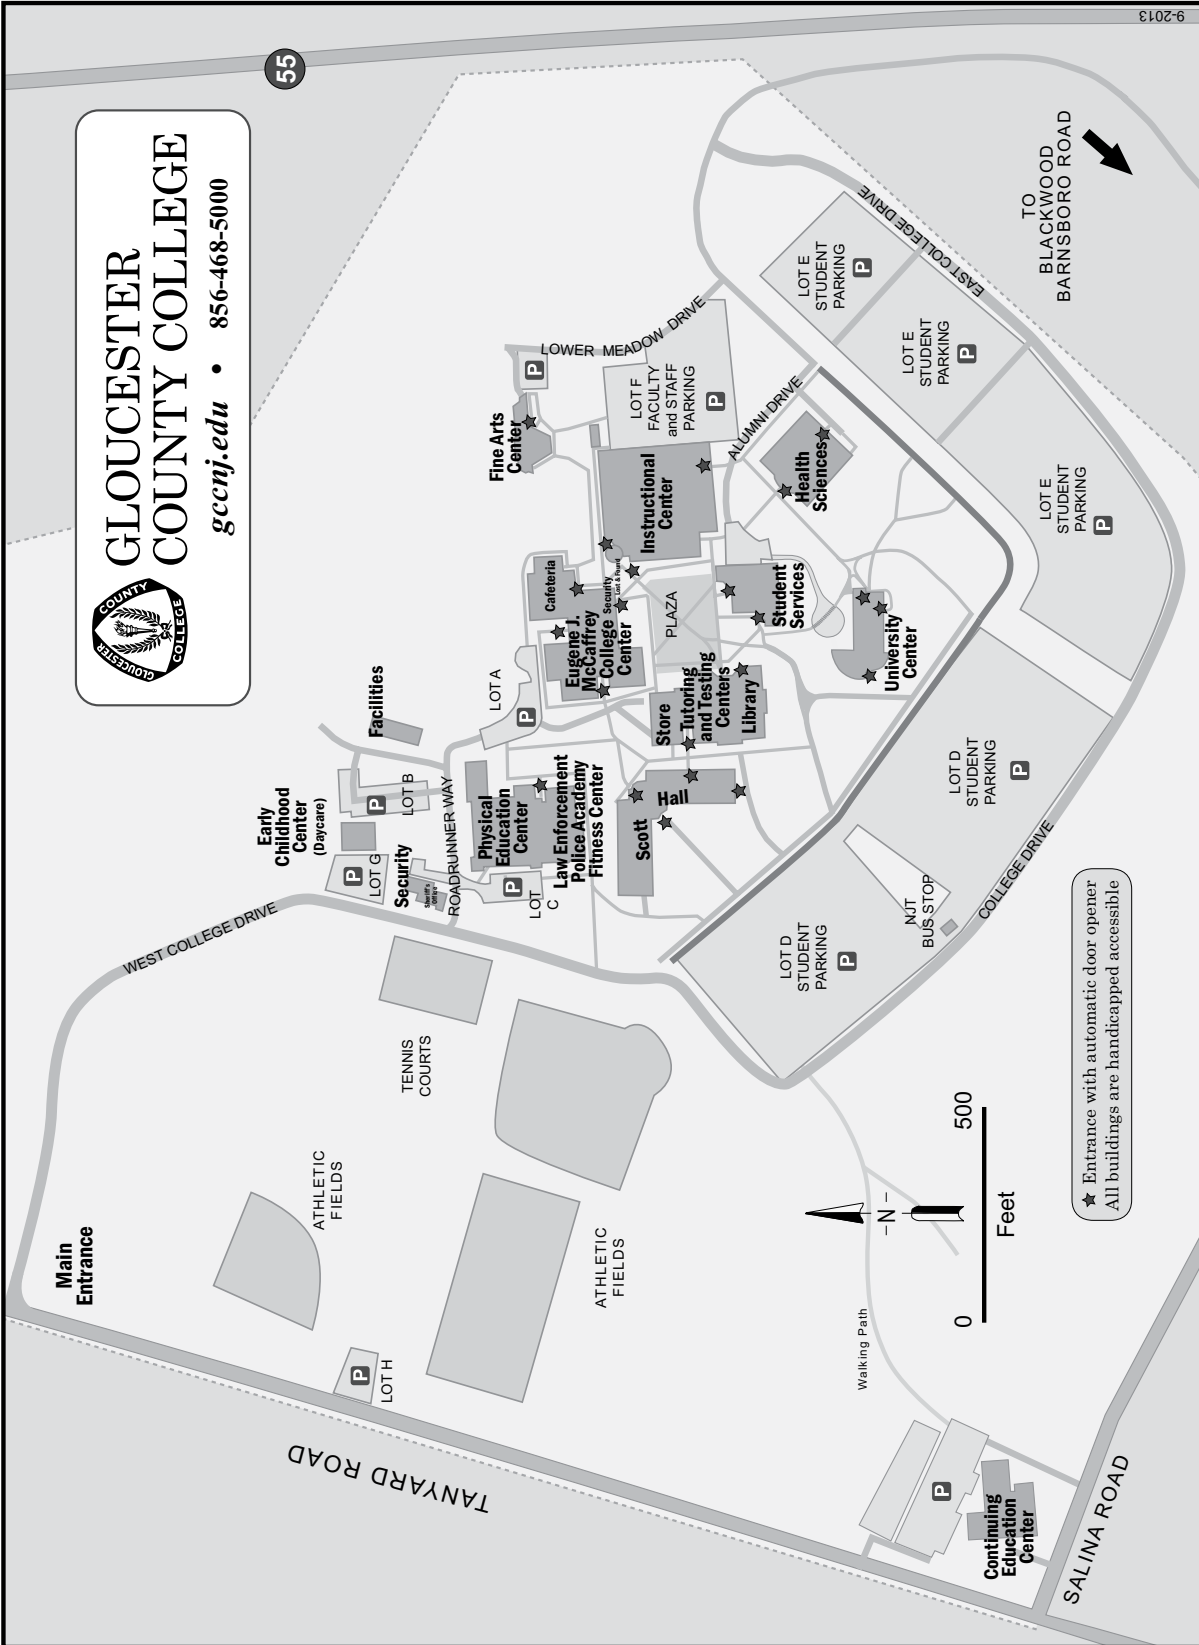 GLOUCESTER
COUNTY COLLEGE
gccnj.edu • 856-468-5000
GLOUCESTER
COUNTY
COLLEGE
55
9-2013
Main
Entrance
WEST COLLEGE DRIVE
Early
Childhood
Center
(Daycare)
Facilities
P
LOT G
P
LOT B
Security
Sheriff's
Office
ROADRUNNER WAY
LOT A
P
Physical
Education
Center
Law Enforcement
Police Academy
Fitness Center
P
LOT
C
Fine Arts
Center
P
LOWER MEADOW DRIVE
LOT F
FACULTY
and STAFF
PARKING
P
Cafeteria
Eugene J.
McCaffrey
College
Center
Security
Lost & Found
Instructional
Center
ALUMNI DRIVE
Health
Sciences
PLAZA
Student
Services
Store
Tutoring
and Testing
Centers
Library
Scott
Hall
University
Center
LOT E
STUDENT
PARKING
P
LOT E
STUDENT
PARKING
P
LOT E
STUDENT
PARKING
P
EAST COLLEGE DRIVE
TO
BLACKWOOD
BARNSBORO ROAD
LOT D
STUDENT
PARKING
P
LOT D
STUDENT
PARKING
P
NJT
BUS STOP
COLLEGE DRIVE
TENNIS
COURTS
ATHLETIC
FIELDS
ATHLETIC
FIELDS
P
LOT H
TANYARD ROAD
Walking Path
-N-
0
500
Feet
Entrance with automatic door opener
All buildings are handicapped accessible
P
Continuing
Education
Center
SALINA ROAD